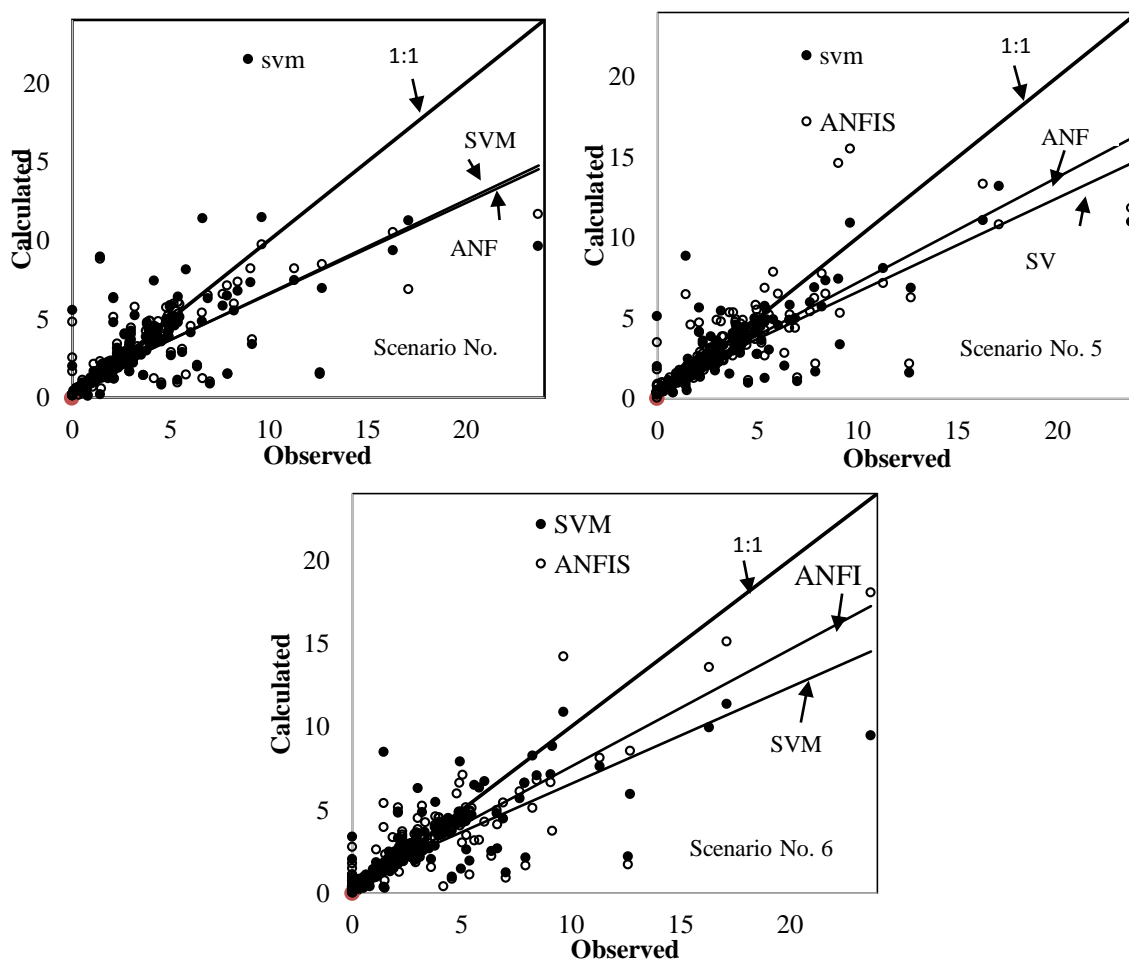 svm
1:1
SVM
ANF
Scenario No.
Calculated
20
15
10
5
0
0 5 10 15 20
Observed
svm
ANFIS
1:1
ANF
SV
Scenario No. 5
Calculated
20
15
10
5
0
0 5 10 15 20
Observed
SVM
ANFIS
1:1
ANFI
SVM
Scenario No. 6
Calculated
20
15
10
5
0
0 5 10 15 20
Observed